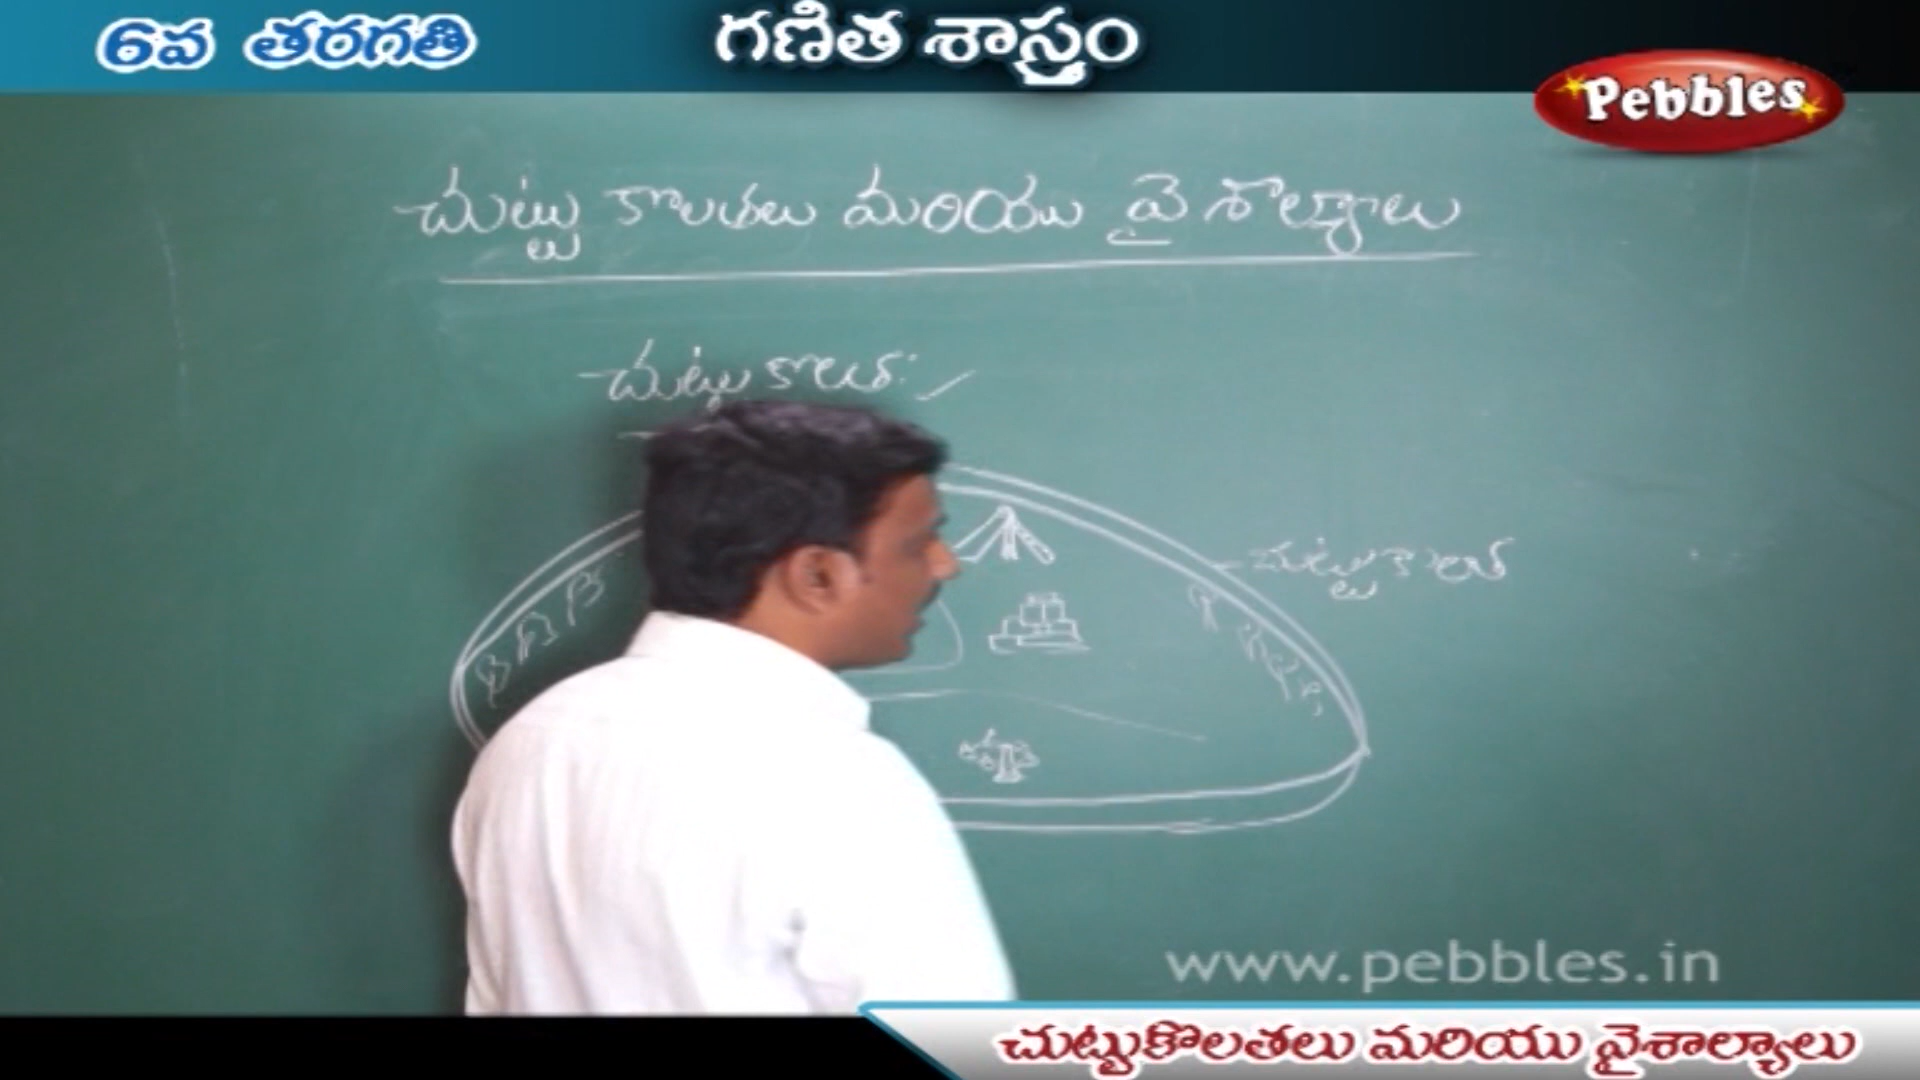 6వ తరగతి
గణిత శాస్త్రం
Pebbles
చుట్టు కొలతలు మరియు వైశాల్యాలు
చుట్టుకొలత:
చుట్టుకొలత
www.pebbles.in
చుట్టుకొలతలు మరియు వైశాల్యాలు